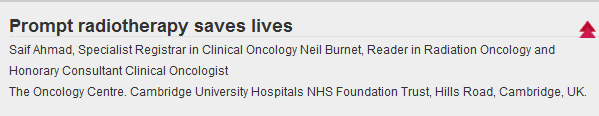 Prompt radiotherapy saves lives
Saif Ahmad, Specialist Registrar in Clinical Oncology Neil Burnet, Reader in Radiation Oncology and
Honorary Consultant Clinical Oncologist
The Oncology Centre. Cambridge University Hospitals NHS Foundation Trust, Hills Road, Cambridge, UK.